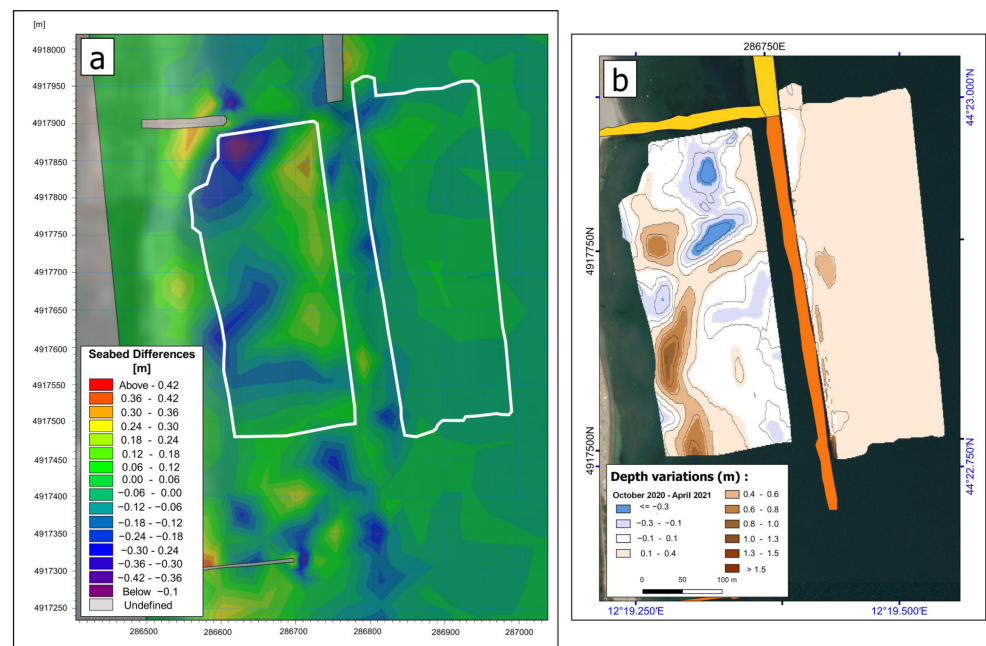 [m]
a
4918000
4917950
4917900
4917850
4917800
4917750
4917700
4917650
4917600
4917550
4917500
4917450
4917400
4917350
4917300
4917250
286500
286600
286700
286800
286900
287000
Seabed Differences
[m]
Above - 0.42
0.36 - 0.42
0.30 - 0.36
0.24 - 0.30
0.18 - 0.24
0.12 - 0.18
0.06 - 0.12
0.00 - 0.06
−0.06 - 0.00
−0.12 - −0.06
−0.18 - −0.12
−0.24 - −0.18
−0.30 - 0.24
−0.36 - −0.30
−0.42 - −0.36
Below −0.1
Undefined
b
286750E
44°23.000'N
4917750N
4917500N
44°22.750'N
Depth variations (m) :
October 2020 - April 2021
<= −0.3
−0.3 - −0.1
−0.1 - 0.1
0.1 - 0.4
0.4 - 0.6
0.6 - 0.8
0.8 - 1.0
1.0 - 1.3
1.3 - 1.5
> 1.5
0 50 100 m
12°19.250'E
12°19.500'E